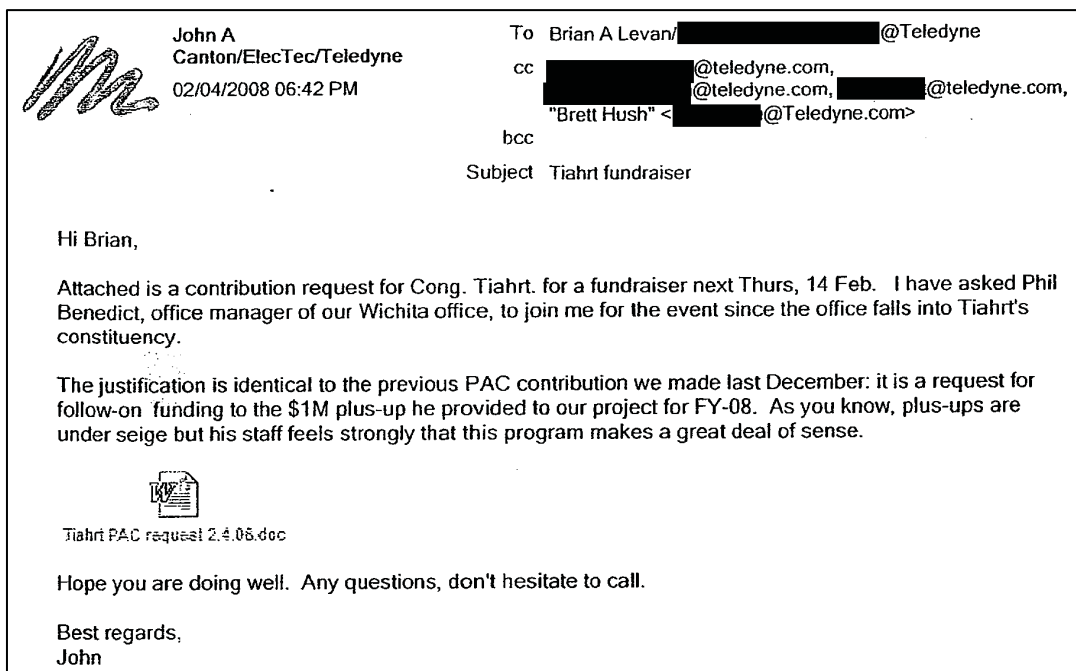 John A
Canton/ElecTec/Teledyne
02/04/2008 06:42 PM
To Brian A Levan/ @Teledyne
cc @teledyne.com,
@teledyne.com, @teledyne.com,
"Brett Hush" < @Teledyne.com>
bcc
Subject Tiahrt fundraiser
Hi Brian,
Attached is a contribution request for Cong. Tiahrt. for a fundraiser next Thurs, 14 Feb. I have asked Phil
Benedict, office manager of our Wichita office, to join me for the event since the office falls into Tiahrt's
constituency.
The justification is identical to the previous PAC contribution we made last December: it is a request for
follow-on funding to the $1M plus-up he provided to our project for FY-08. As you know, plus-ups are
under seige but his staff feels strongly that this program makes a great deal of sense.
Tiahrt PAC request 2.4.08.doc
Hope you are doing well. Any questions, don't hesitate to call.
Best regards,
John